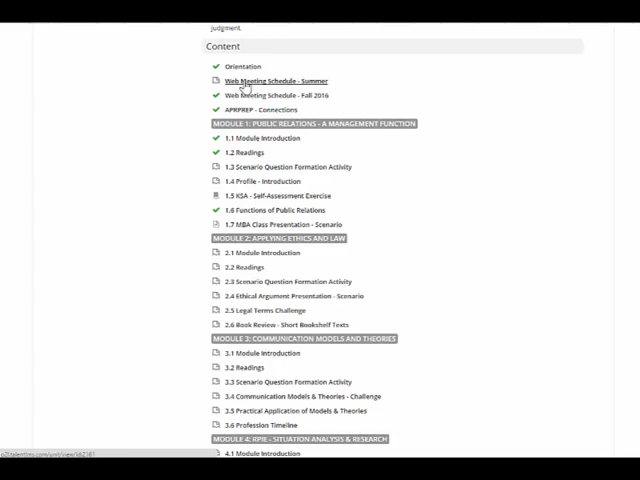 judgment.
Content
Orientation
Web Meeting Schedule - Summer
Web Meeting Schedule - Fall 2016
APRPREP - Connections
MODULE 1: PUBLIC RELATIONS - A MANAGEMENT FUNCTION
1.1 Module Introduction
1.2 Readings
1.3 Scenario Question Formation Activity
1.4 Profile - Introduction
1.5 KSA - Self-Assessment Exercise
1.6 Functions of Public Relations
1.7 MBA Class Presentation - Scenario
MODULE 2: APPLYING ETHICS AND LAW
2.1 Module Introduction
2.2 Readings
2.3 Scenario Question Formation Activity
2.4 Ethical Argument Presentation - Scenario
2.5 Legal Terms Challenge
2.6 Book Review - Short Bookshelf Texts
MODULE 3: COMMUNICATION MODELS AND THEORIES
3.1 Module Introduction
3.2 Readings
3.3 Scenario Question Formation Activity
3.4 Communication Models & Theories - Challenge
3.5 Practical Application of Models & Theories
3.6 Profession Timeline
MODULE 4: RPIE - SITUATION ANALYSIS & RESEARCH
4.1 Module Introduction